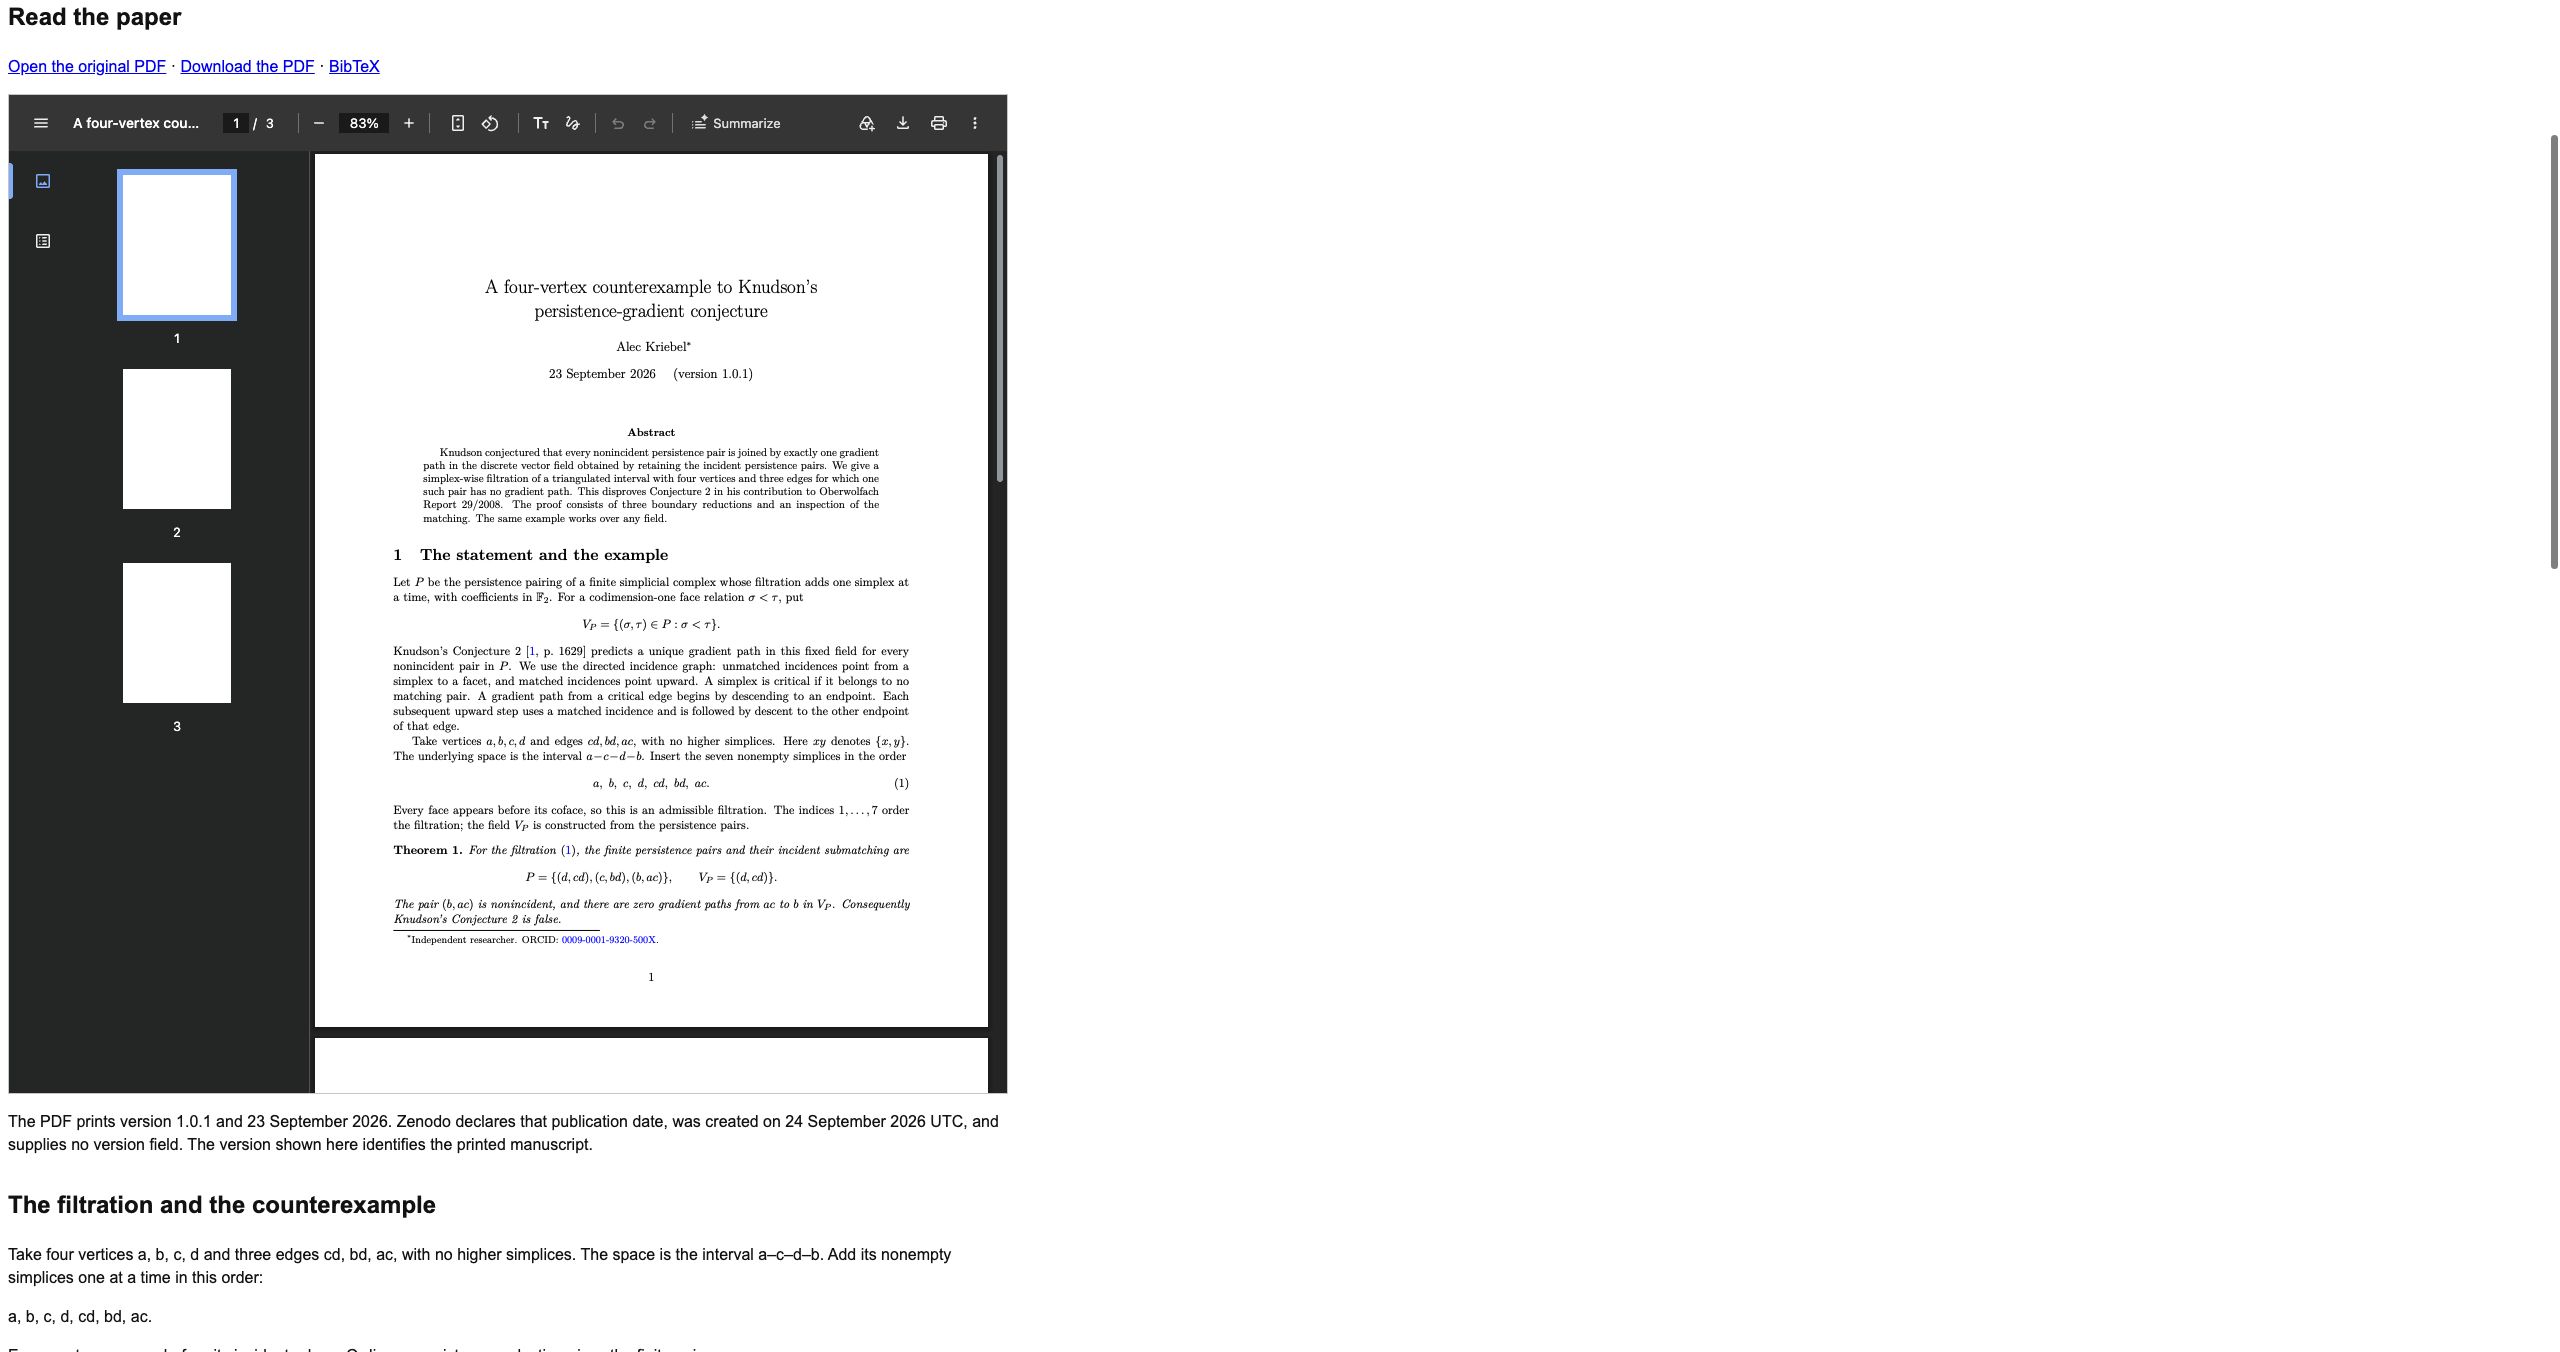 Read the paper
Open the original PDF · Download the PDF · BibTeX
A four-vertex cou... 1 / 3 − 83% + Summarize
1
2
3
A four-vertex counterexample to Knudson's
persistence-gradient conjecture
Alec Kriebel*
23 September 2026 (version 1.0.1)
Abstract
Knudson conjectured that every nonincident persistence pair is joined by exactly one gradient
path in the discrete vector field obtained by retaining the incident persistence pairs. We give a
simplex-wise filtration of a triangulated interval with four vertices and three edges for which one
such pair has no gradient path. This disproves Conjecture 2 in his contribution to Oberwolfach
Report 29/2008. The proof consists of three boundary reductions and an inspection of the
matching. The same example works over any field.
1 The statement and the example
Let P be the persistence pairing of a finite simplicial complex whose filtration adds one simplex at
a time, with coefficients in 𝔽₂. For a codimension-one face relation σ < τ, put
V_P = {(σ, τ) ∈ P : σ < τ}.
Knudson's Conjecture 2 [1, p. 1629] predicts a unique gradient path in this fixed field for every
nonincident pair in P. We use the directed incidence graph: unmatched incidences point from a
simplex to a facet, and matched incidences point upward. A simplex is critical if it belongs to no
matching pair. A gradient path from a critical edge begins by descending to an endpoint. Each
subsequent upward step uses a matched incidence and is followed by descent to the other endpoint
of that edge.
Take vertices a, b, c, d and edges cd, bd, ac, with no higher simplices. Here xy denotes {x, y}.
The underlying space is the interval a−c−d−b. Insert the seven nonempty simplices in the order
a, b, c, d, cd, bd, ac. (1)
Every face appears before its coface, so this is an admissible filtration. The indices 1, . . . , 7 order
the filtration; the field V_P is constructed from the persistence pairs.
Theorem 1. For the filtration (1), the finite persistence pairs and their incident submatching are
P = {(d, cd), (c, bd), (b, ac)}, V_P = {(d, cd)}.
The pair (b, ac) is nonincident, and there are zero gradient paths from ac to b in V_P. Consequently
Knudson's Conjecture 2 is false.
*Independent researcher. ORCID: 0009-0001-9320-500X.
1
The PDF prints version 1.0.1 and 23 September 2026. Zenodo declares that publication date, was created on 24 September 2026 UTC, and
supplies no version field. The version shown here identifies the printed manuscript.
The filtration and the counterexample
Take four vertices a, b, c, d and three edges cd, bd, ac, with no higher simplices. The space is the interval a–c–d–b. Add its nonempty
simplices one at a time in this order:
a, b, c, d, cd, bd, ac.